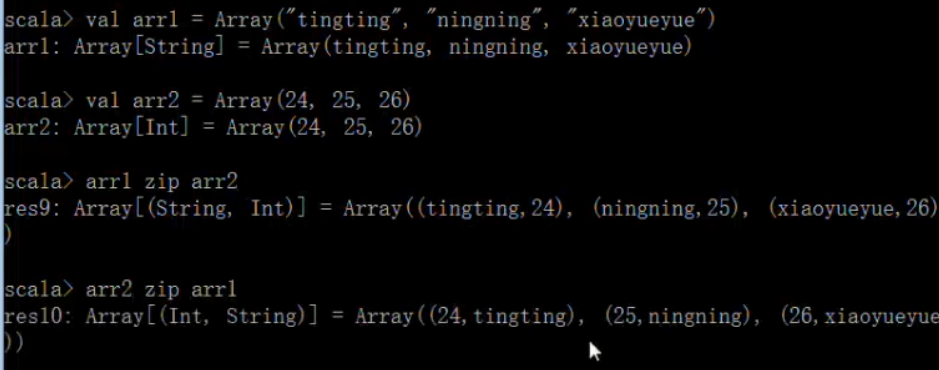 scala> val arr1 = Array("tingting", "ningning", "xiaoyueyue")
arr1: Array[String] = Array(tingting, ningning, xiaoyueyue)
scala> val arr2 = Array(24, 25, 26)
arr2: Array[Int] = Array(24, 25, 26)
scala> arr1 zip arr2
res9: Array[(String, Int)] = Array((tingting,24), (ningning,25), (xiaoyueyue,26)
)
scala> arr2 zip arr1
res10: Array[(Int, String)] = Array((24,tingting), (25,ningning), (26,xiaoyueyue
))